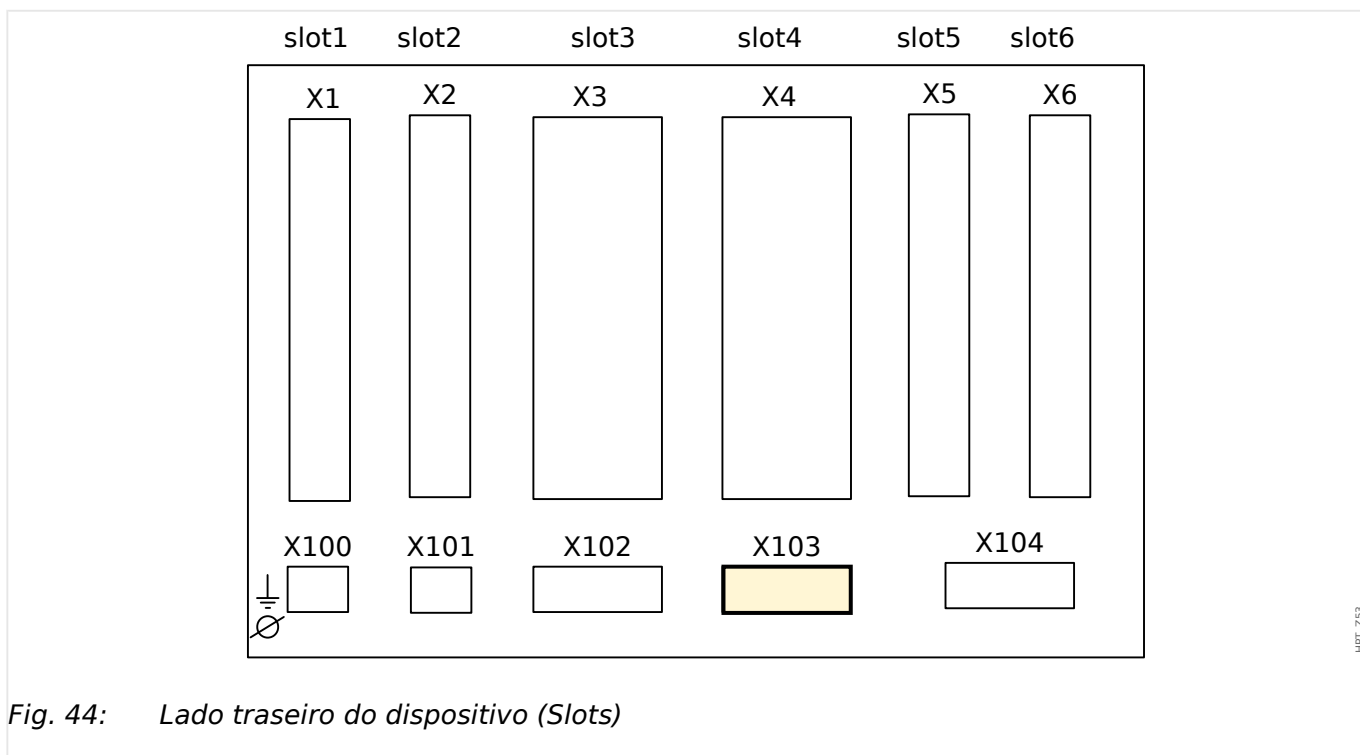 slot1 slot2 slot3 slot4 slot5 slot6
X1 X2 X3 X4 X5 X6
X100 X101 X102 X103 X104
Fig. 44: Lado traseiro do dispositivo (Slots)